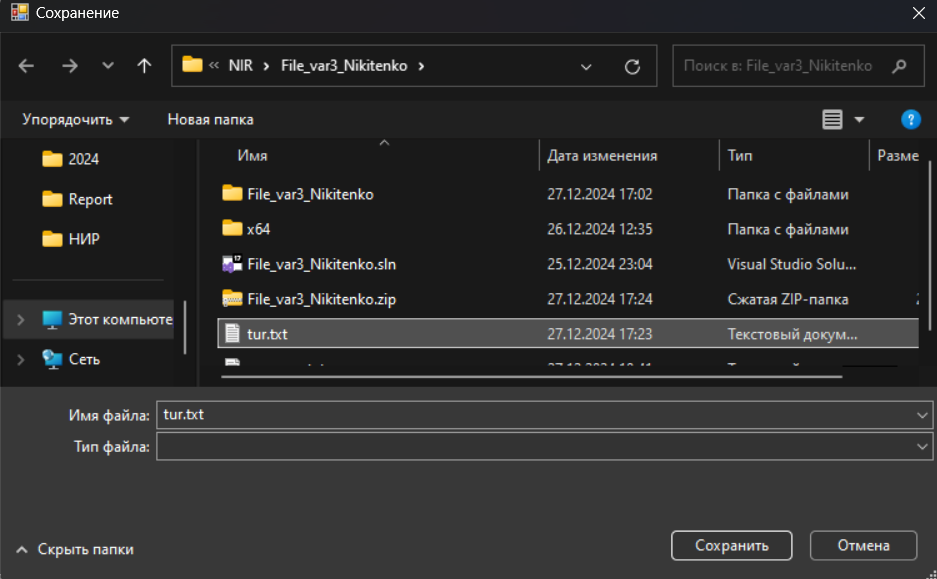 Сохранение
« NIR › File_var3_Nikitenko ›
Поиск в: File_var3_Nikitenko
Упорядочить
Новая папка
?
2024
Report
НИР
Этот компьюте
Сеть
Имя
Дата изменения
Тип
Разме
File_var3_Nikitenko 27.12.2024 17:02 Папка с файлами
x64 26.12.2024 12:35 Папка с файлами
File_var3_Nikitenko.sln 25.12.2024 23:04 Visual Studio Solu...
File_var3_Nikitenko.zip 27.12.2024 17:24 Сжатая ZIP-папка
tur.txt 27.12.2024 17:23 Текстовый докум...
Имя файла: tur.txt
Тип файла:
Скрыть папки
Сохранить
Отмена